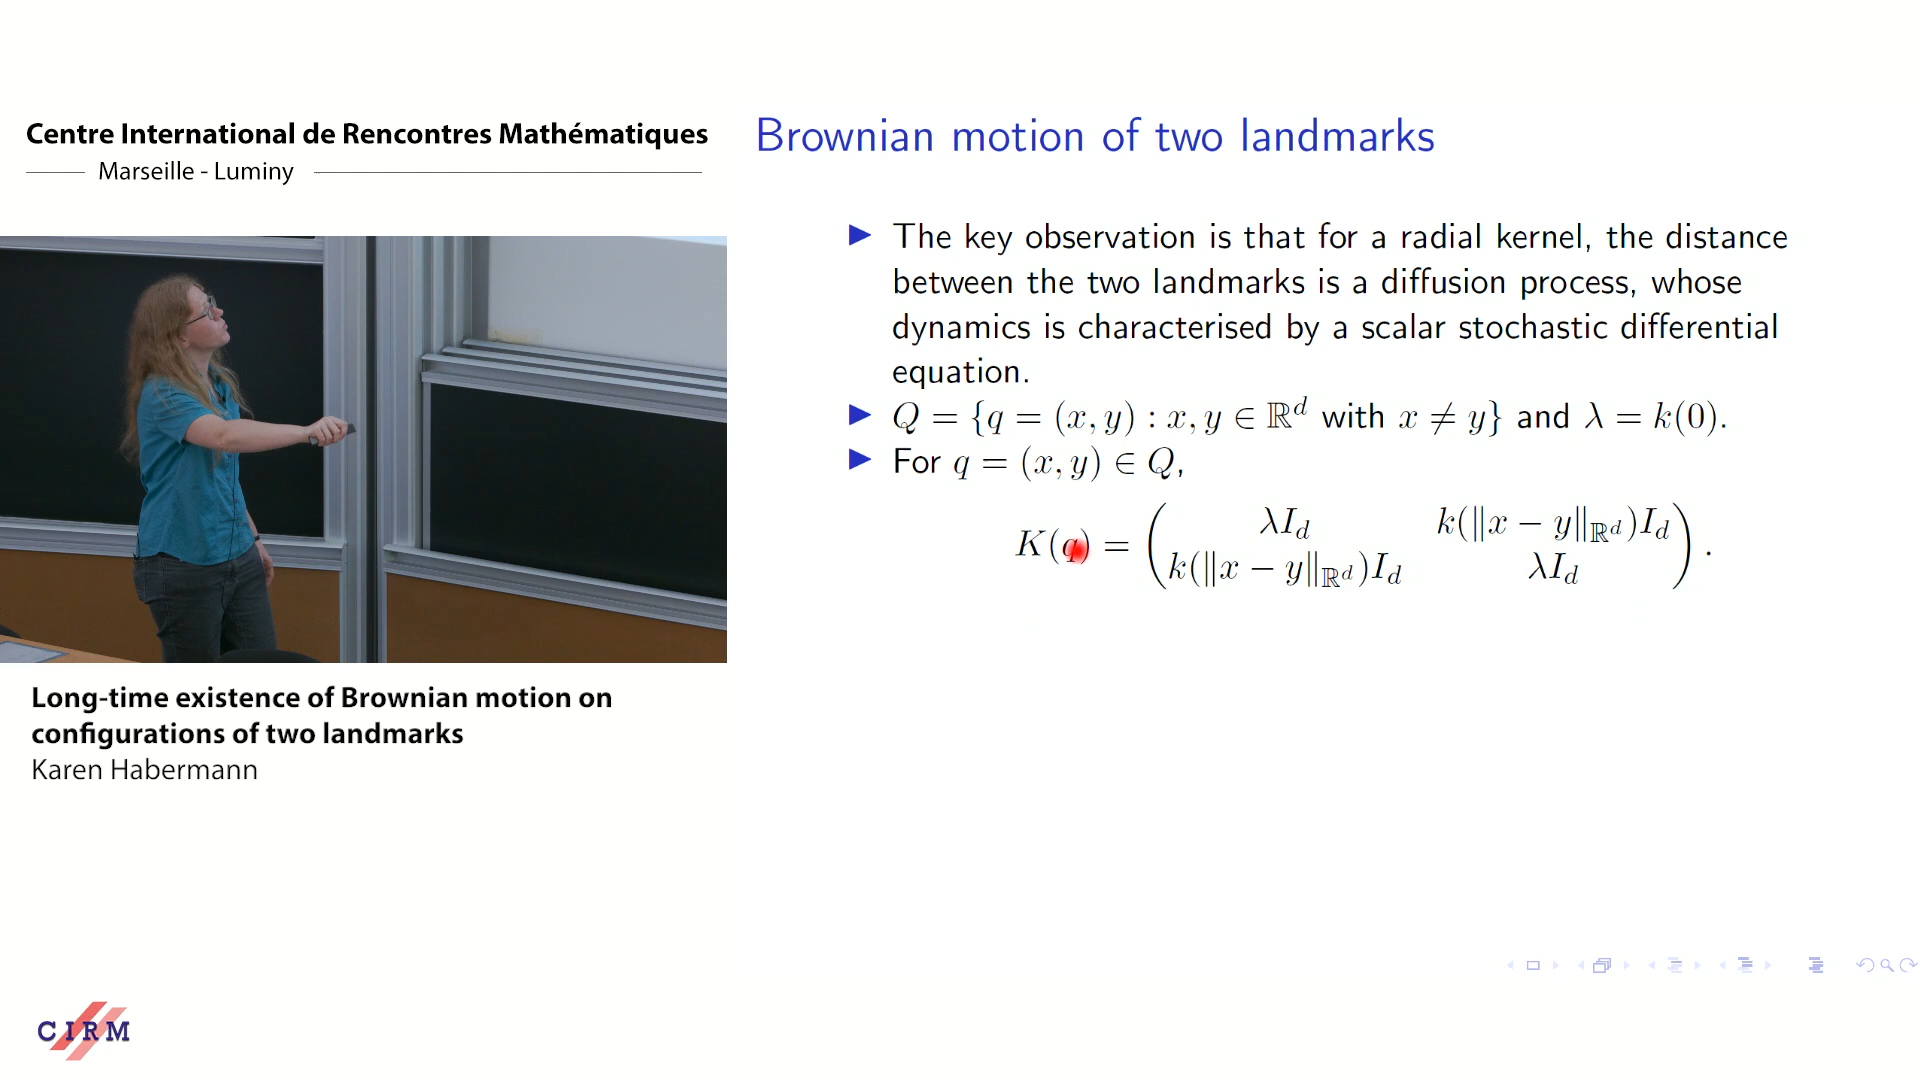 Centre International de Rencontres Mathématiques
Marseille - Luminy
Brownian motion of two landmarks
▶ The key observation is that for a radial kernel, the distance
between the two landmarks is a diffusion process, whose
dynamics is characterised by a scalar stochastic differential
equation.
▶ Q = {q = (x, y) : x, y ∈ ℝ^d with x ≠ y} and λ = k(0).
▶ For q = (x, y) ∈ Q,
K(q) = ( λI_d k(‖x − y‖_{ℝ^d})I_d
k(‖x − y‖_{ℝ^d})I_d λI_d ) .
Long-time existence of Brownian motion on
configurations of two landmarks
Karen Habermann
CIRM